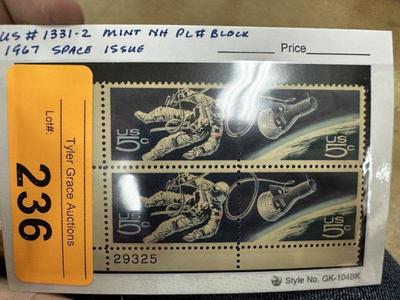 US # 1331-2 MINT NH PL# BLOCK
1967 SPACE ISSUE
Price
Lot#:
236
Tyler Grace Auctions
US 5c
US 5c
US 5c
US 5c
29325
Style No. GK-104BK